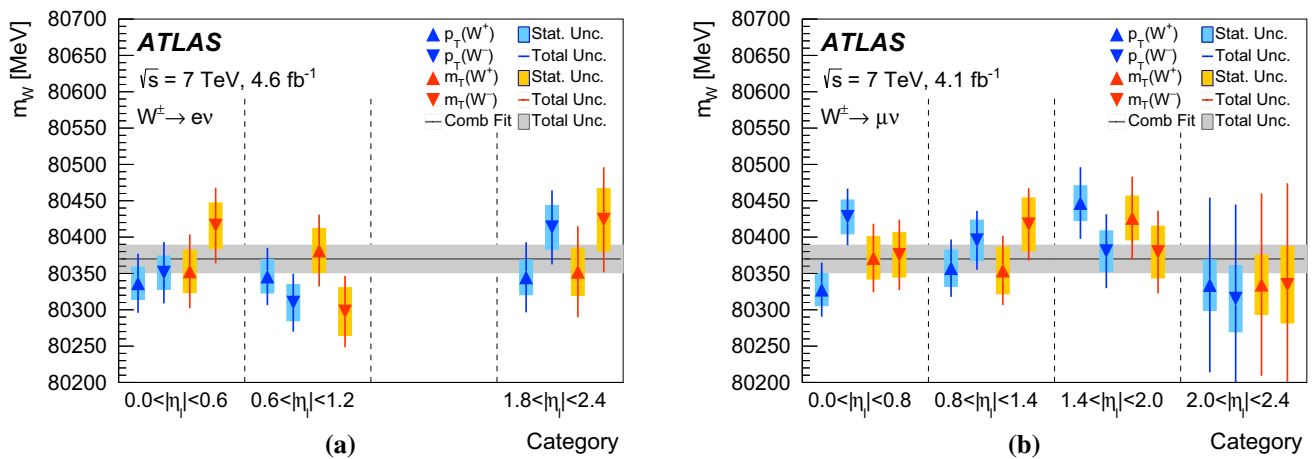 m_W [MeV]
80700
80650
80600
80550
80500
80450
80400
80350
80300
80250
80200
ATLAS
√s = 7 TeV, 4.6 fb⁻¹
W± → eν
p_T(W⁺) Stat. Unc.
p_T(W⁻) Total Unc.
m_T(W⁺) Stat. Unc.
m_T(W⁻) Total Unc.
Comb Fit Total Unc.
0.0<|η_l|<0.6 0.6<|η_l|<1.2 1.8<|η_l|<2.4
(a) Category
m_W [MeV]
80700
80650
80600
80550
80500
80450
80400
80350
80300
80250
80200
ATLAS
√s = 7 TeV, 4.1 fb⁻¹
W± → μν
p_T(W⁺) Stat. Unc.
p_T(W⁻) Total Unc.
m_T(W⁺) Stat. Unc.
m_T(W⁻) Total Unc.
Comb Fit Total Unc.
0.0<|η_l|<0.8 0.8<|η_l|<1.4 1.4<|η_l|<2.0 2.0<|η_l|<2.4
(b) Category